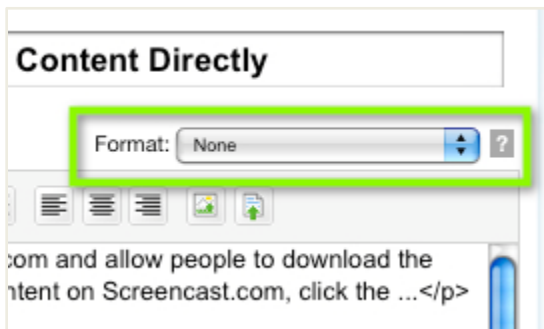 Content Directly
Format: None ?
com and allow people to download the
ntent on Screencast.com, click the ...</p>